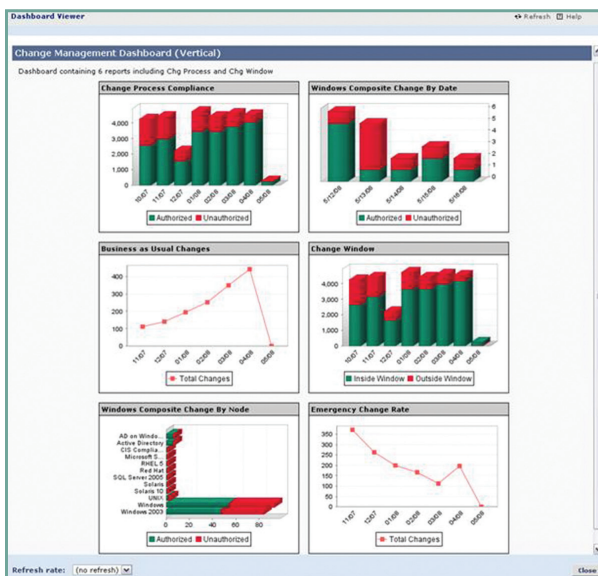 Dashboard Viewer
Refresh Help
Change Management Dashboard (Vertical)
Dashboard containing 6 reports including Chg Process and Chg Window
Change Process Compliance
4,000
3,000
2,000
1,000
0
10/07 11/07 12/07 01/08 02/08 03/08 04/08 05/08
Authorized Unauthorized
Windows Composite Change By Date
6
5
4
3
2
1
0
5/12/08 5/13/08 5/14/08 5/15/08 5/16/08
Authorized Unauthorized
Business as Usual Changes
400
300
200
100
0
11/07 12/07 01/08 02/08 03/08 04/08 05/08
Total Changes
Change Window
4,000
3,000
2,000
1,000
0
10/07 11/07 12/07 01/08 02/08 03/08 04/08 05/08
Inside Window Outside Window
Windows Composite Change By Node
AD on Windo...
Active Directory
CIS Complia...
Microsoft S...
RHEL 5
Red Hat
SQL Server 2005
Solaris
Solaris 10
UNIX
Windows
Windows 2003
0 20 40 60 80
Authorized Unauthorized
Emergency Change Rate
350
300
250
200
150
100
50
0
11/07 12/07 01/08 02/08 03/08 04/08 05/08
Total Changes
Refresh rate: (no refresh) Close